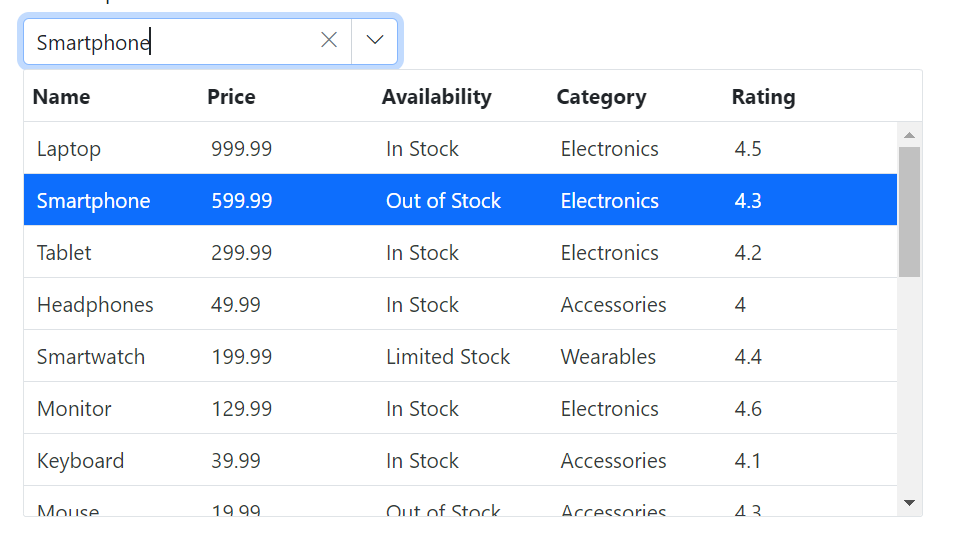 Smartphone
Name Price Availability Category Rating
Laptop 999.99 In Stock Electronics 4.5
Smartphone 599.99 Out of Stock Electronics 4.3
Tablet 299.99 In Stock Electronics 4.2
Headphones 49.99 In Stock Accessories 4
Smartwatch 199.99 Limited Stock Wearables 4.4
Monitor 129.99 In Stock Electronics 4.6
Keyboard 39.99 In Stock Accessories 4.1
Mouse 19.99 Out of Stock Accessories 4.3